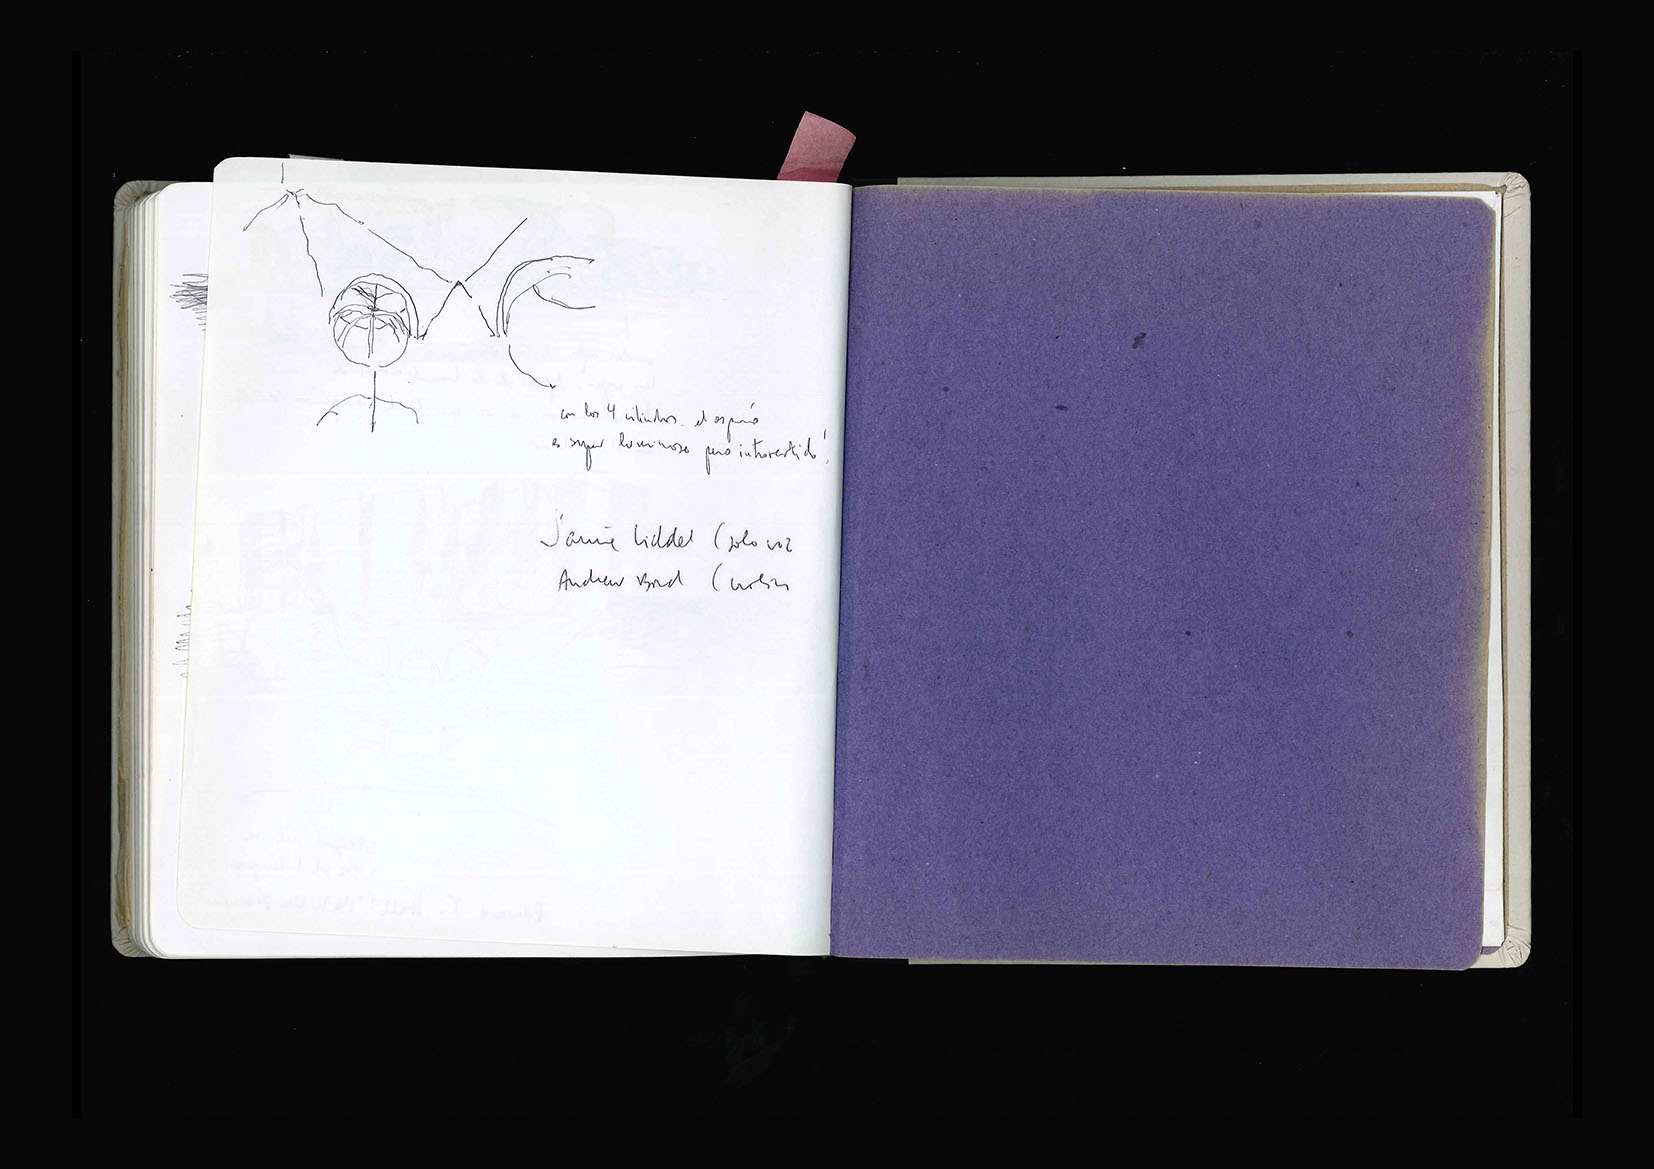 con los 4 cilindros. el espacio
es super luminoso pero introvertido!
Jamie Liddel (solo voz
Andrew Bird (violin